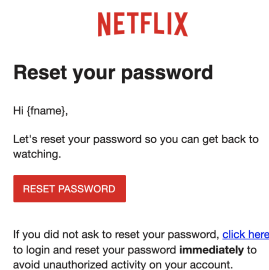 NETFLIX
Reset your password
Hi {fname},
Let's reset your password so you can get back to
watching.
RESET PASSWORD
If you did not ask to reset your password, click here
to login and reset your password immediately to
avoid unauthorized activity on your account.